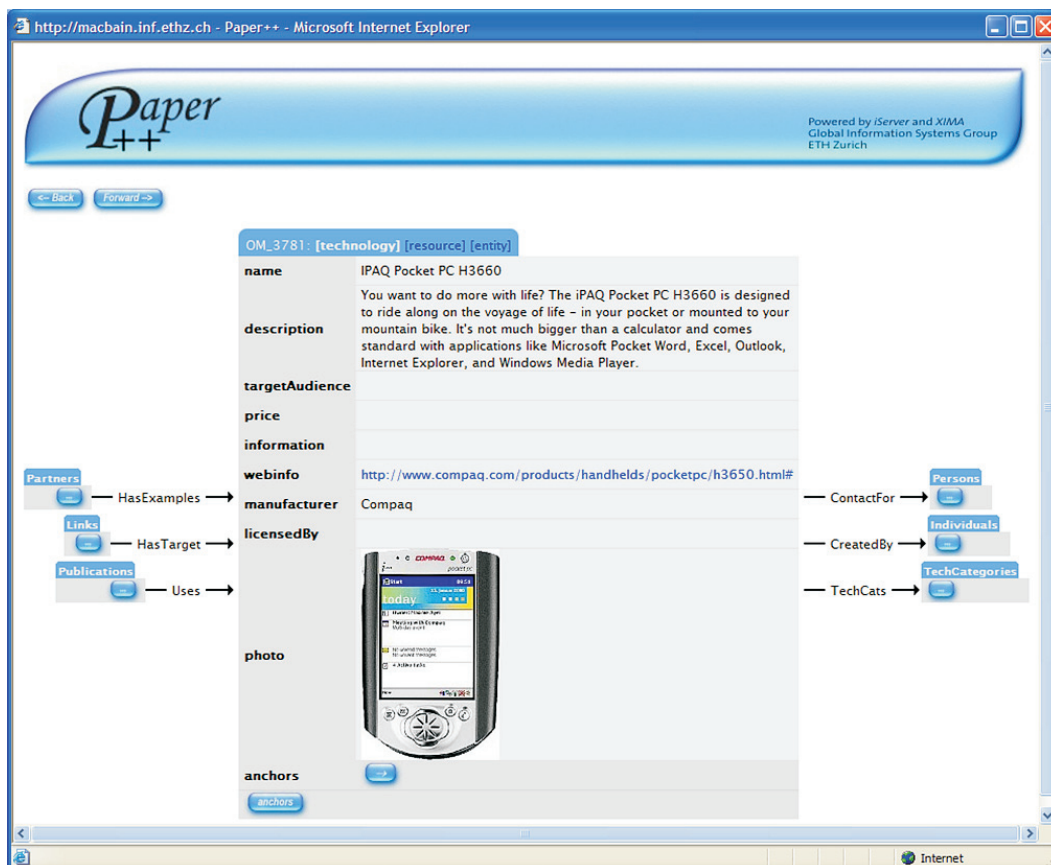 http://macbain.inf.ethz.ch - Paper++ - Microsoft Internet Explorer
Paper
++
Powered by iServer and XIMA
Global Information Systems Group
ETH Zurich
<- Back Forward ->
OM_3781: [technology] [resource] [entity]
name IPAQ Pocket PC H3660
description You want to do more with life? The iPAQ Pocket PC H3660 is designed
to ride along on the voyage of life – in your pocket or mounted to your
mountain bike. It's not much bigger than a calculator and comes
standard with applications like Microsoft Pocket Word, Excel, Outlook,
Internet Explorer, and Windows Media Player.
targetAudience
price
information
webinfo http://www.compaq.com/products/handhelds/pocketpc/h3650.html#
manufacturer Compaq
licensedBy
Partners
HasExamples
Links
HasTarget
Publications
Uses
Persons
ContactFor
Individuals
CreatedBy
TechCategories
TechCats
photo
COMPAQ
pocket pc
Start
today
Meeting with Compaq
anchors ->
anchors
Internet